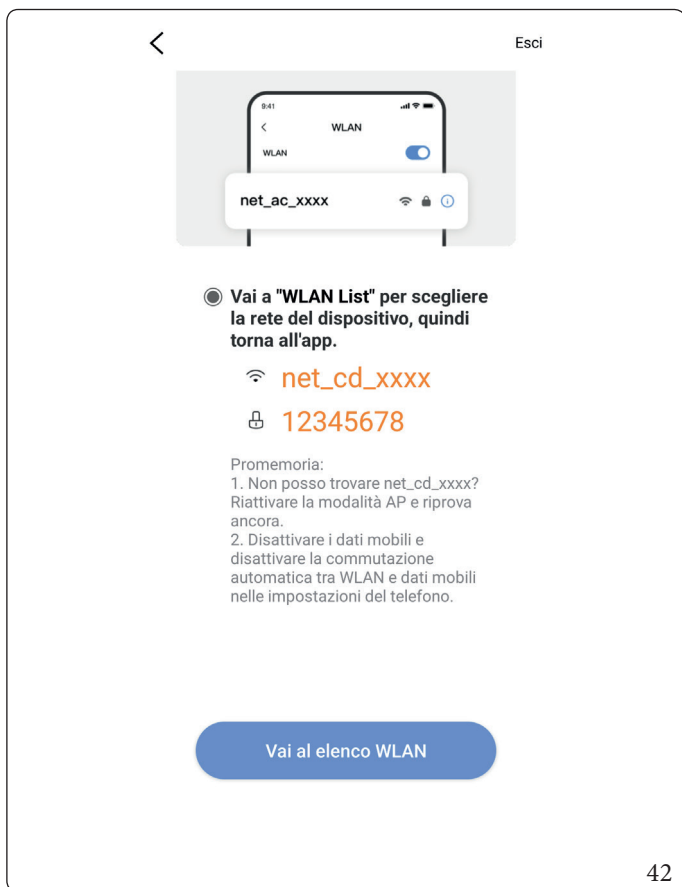 Esci
9:41
WLAN
WLAN
net_ac_xxxx
Vai a "WLAN List" per scegliere
la rete del dispositivo, quindi
torna all'app.
net_cd_xxxx
12345678
Promemoria:
1. Non posso trovare net_cd_xxxx?
Riattivare la modalità AP e riprova
ancora.
2. Disattivare i dati mobili e
disattivare la commutazione
automatica tra WLAN e dati mobili
nelle impostazioni del telefono.
Vai al elenco WLAN
42